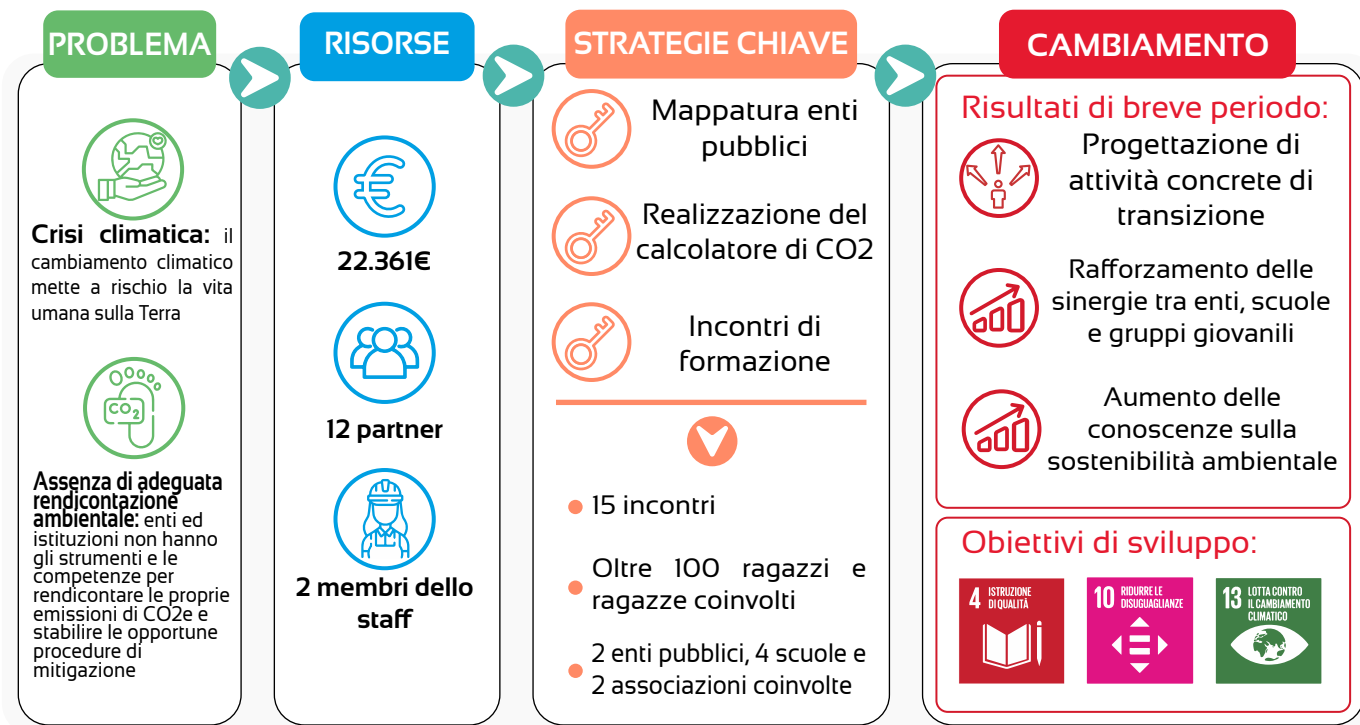 PROBLEMA
Crisi climatica: il
cambiamento climatico
mette a rischio la vita
umana sulla Terra
CO2
Assenza di adeguata
rendicontazione
ambientale: enti ed
istituzioni non hanno
gli strumenti e le
competenze per
rendicontare le proprie
emissioni di CO2e e
stabilire le opportune
procedure di
mitigazione
RISORSE
€
22.361€
12 partner
2 membri dello
staff
STRATEGIE CHIAVE
Mappatura enti
pubblici
Realizzazione del
calcolatore di CO2
Incontri di
formazione
15 incontri
Oltre 100 ragazzi e
ragazze coinvolti
2 enti pubblici, 4 scuole e
2 associazioni coinvolte
CAMBIAMENTO
Risultati di breve periodo:
Progettazione di
attività concrete di
transizione
Rafforzamento delle
sinergie tra enti, scuole
e gruppi giovanili
Aumento delle
conoscenze sulla
sostenibilità ambientale
Obiettivi di sviluppo:
4 ISTRUZIONE
DI QUALITÀ
10 RIDURRE LE
DISUGUAGLIANZE
13 LOTTA CONTRO
IL CAMBIAMENTO
CLIMATICO